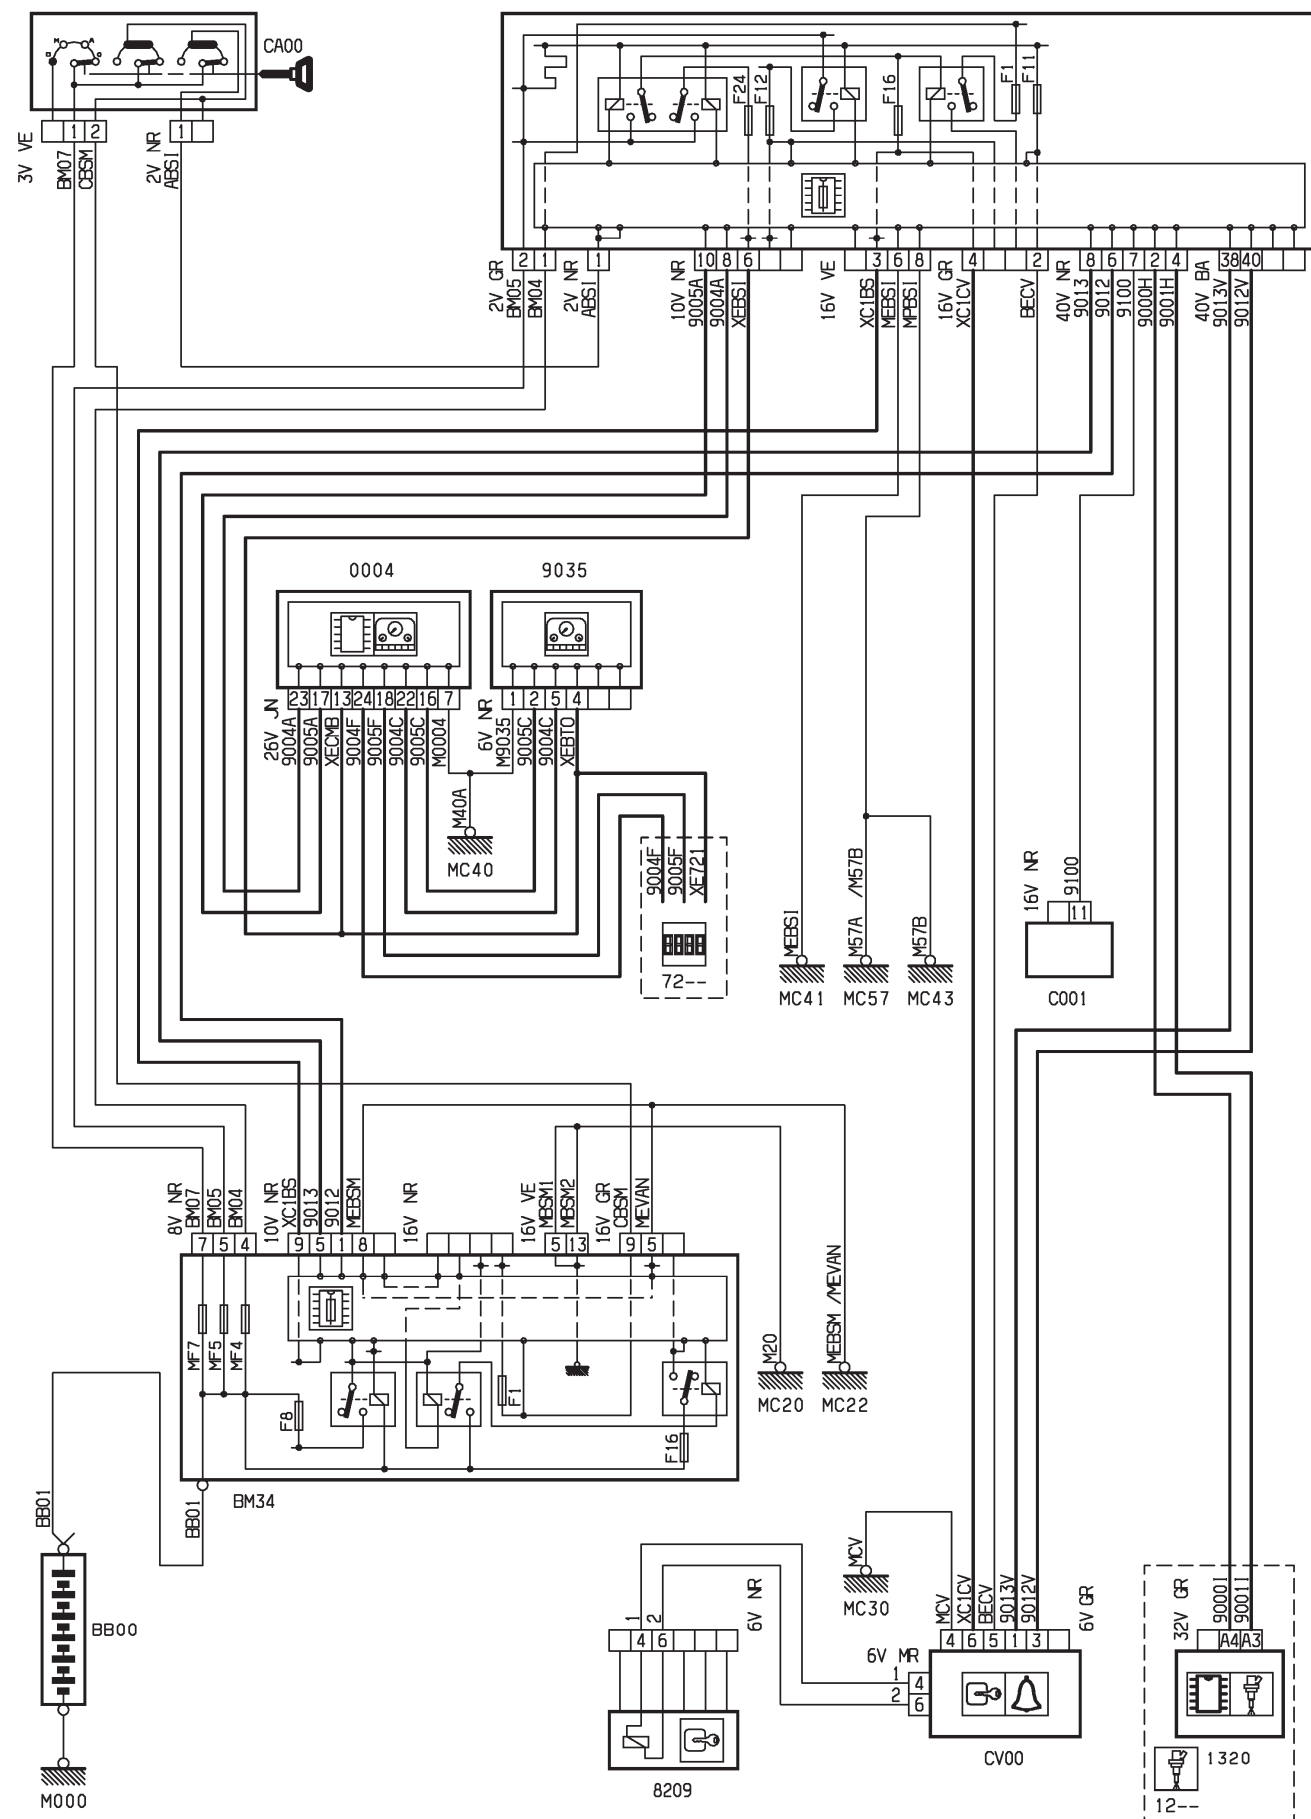 CA00
3V VE
1
2
BM07
CBSM
2V NR
1
ABSI
F24
F12
F16
F1
F11
2V GR
2
1
BM05
BM04
2V NR
1
ABSI
10V NR
10
8
6
9005A
9004A
XEBSI
16V VE
3
6
8
XC1BS
MEBSI
MPBSI
16V GR
4
2
XC1CV
BECV
40V NR
8
6
7
2
4
9013
9012
9100
9000H
9001H
40V BA
38
40
9013V
9012V
0004
9035
26V JN
23
17
13
24
18
22
16
7
9004A
9005A
XECMB
9004F
9005F
9004C
9005C
M0004
6V NR
1
2
5
4
M9035
9005C
9004C
XEBTO
M40A
MC40
9004F
9005F
XE721
72--
MEBSI
MC41
M57A /M57B
MC57
M57B
MC43
16V NR
9100
11
C001
8V NR
BM07
BM05
BM04
7
5
4
10V NR
XC1BS
9013
9012
MEBSM
9
5
1
8
16V NR
16V VE
MBSM1
MBSM2
5
13
16V GR
CBSM
MEVAN
9
5
MF7
MF5
MF4
F8
F1
F16
BM34
M20
MC20
MEBSM /MEVAN
MC22
BB01
BB01
BB00
M000
MCV
MC30
1
2
4
6
6V NR
8209
MCV
XC1CV
BECV
9013V
9012V
4
6
5
1
3
6V GR
6V MR
1
4
2
6
CV00
32V GR
9000I
9001I
A4
A3
1320
12--